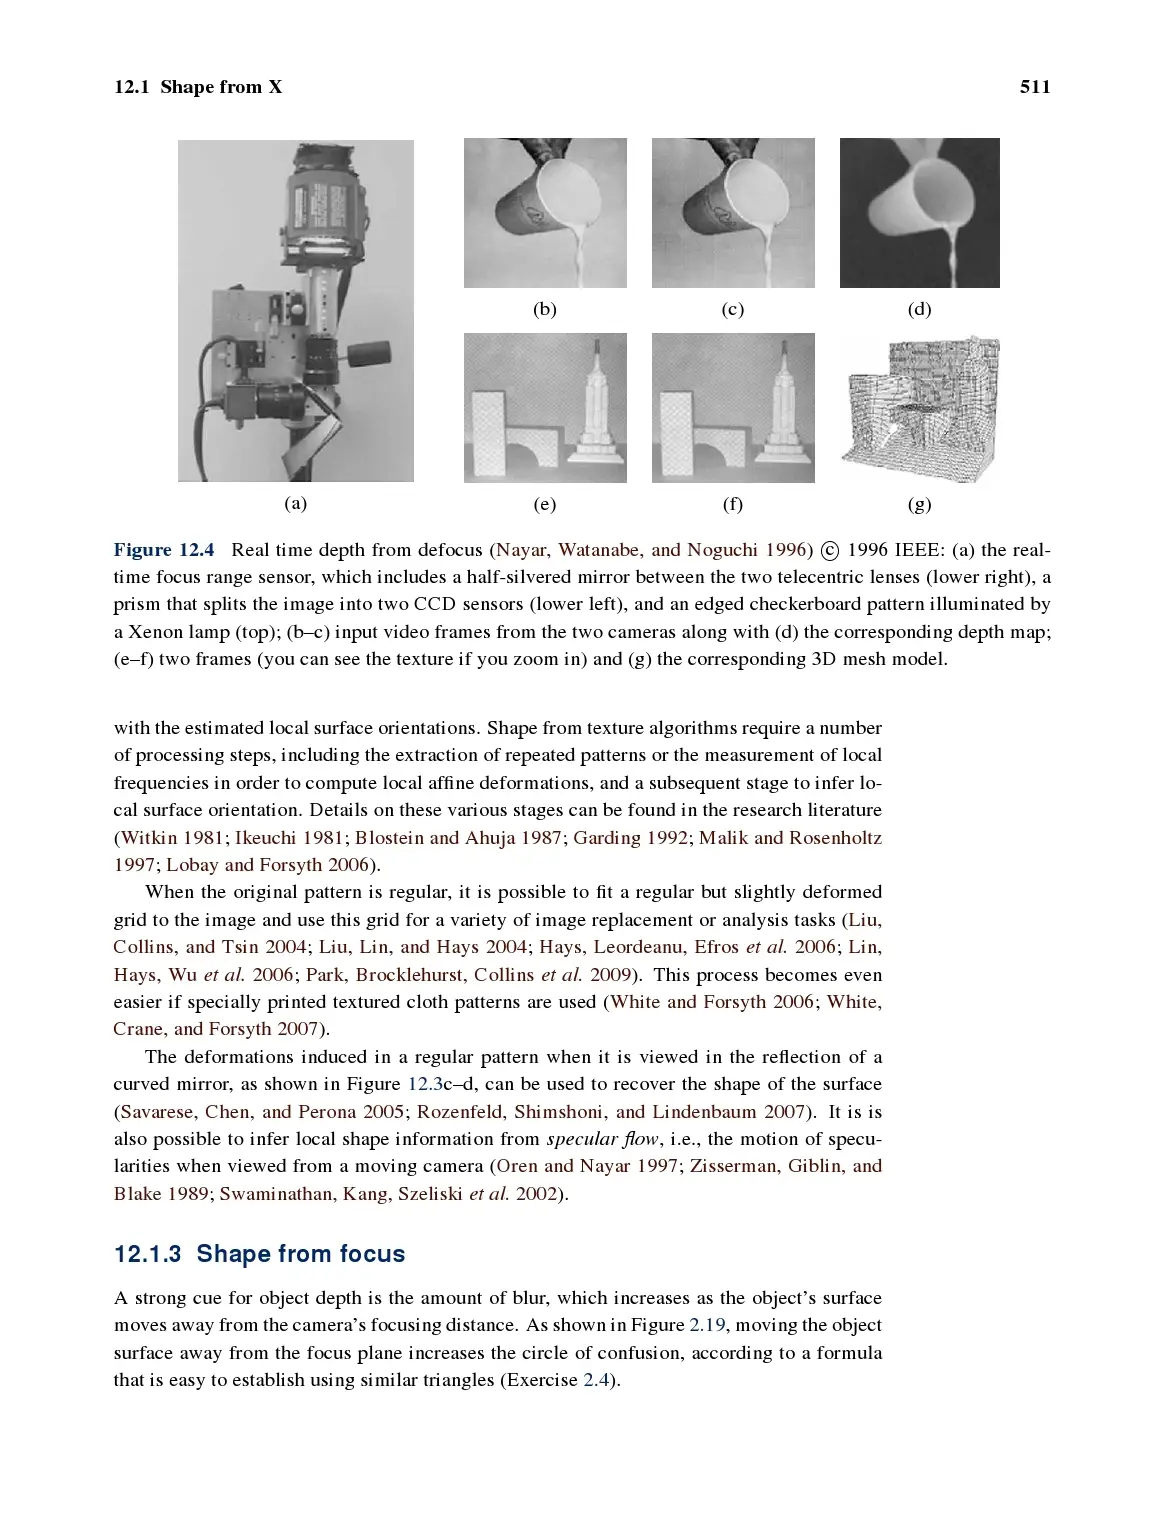 12.1 Shape from X 511
(b) (c) (d)
(a) (e) (f) (g)
Figure 12.4 Real time depth from defocus (Nayar, Watanabe, and Noguchi 1996) © 1996 IEEE: (a) the real-
time focus range sensor, which includes a half-silvered mirror between the two telecentric lenses (lower right), a
prism that splits the image into two CCD sensors (lower left), and an edged checkerboard pattern illuminated by
a Xenon lamp (top); (b–c) input video frames from the two cameras along with (d) the corresponding depth map;
(e–f) two frames (you can see the texture if you zoom in) and (g) the corresponding 3D mesh model.
with the estimated local surface orientations. Shape from texture algorithms require a number
of processing steps, including the extraction of repeated patterns or the measurement of local
frequencies in order to compute local affine deformations, and a subsequent stage to infer lo-
cal surface orientation. Details on these various stages can be found in the research literature
(Witkin 1981; Ikeuchi 1981; Blostein and Ahuja 1987; Garding 1992; Malik and Rosenholtz
1997; Lobay and Forsyth 2006).
When the original pattern is regular, it is possible to fit a regular but slightly deformed
grid to the image and use this grid for a variety of image replacement or analysis tasks (Liu,
Collins, and Tsin 2004; Liu, Lin, and Hays 2004; Hays, Leordeanu, Efros et al. 2006; Lin,
Hays, Wu et al. 2006; Park, Brocklehurst, Collins et al. 2009). This process becomes even
easier if specially printed textured cloth patterns are used (White and Forsyth 2006; White,
Crane, and Forsyth 2007).
The deformations induced in a regular pattern when it is viewed in the reflection of a
curved mirror, as shown in Figure 12.3c–d, can be used to recover the shape of the surface
(Savarese, Chen, and Perona 2005; Rozenfeld, Shimshoni, and Lindenbaum 2007). It is is
also possible to infer local shape information from specular flow, i.e., the motion of specu-
larities when viewed from a moving camera (Oren and Nayar 1997; Zisserman, Giblin, and
Blake 1989; Swaminathan, Kang, Szeliski et al. 2002).
12.1.3 Shape from focus
A strong cue for object depth is the amount of blur, which increases as the object's surface
moves away from the camera's focusing distance. As shown in Figure 2.19, moving the object
surface away from the focus plane increases the circle of confusion, according to a formula
that is easy to establish using similar triangles (Exercise 2.4).